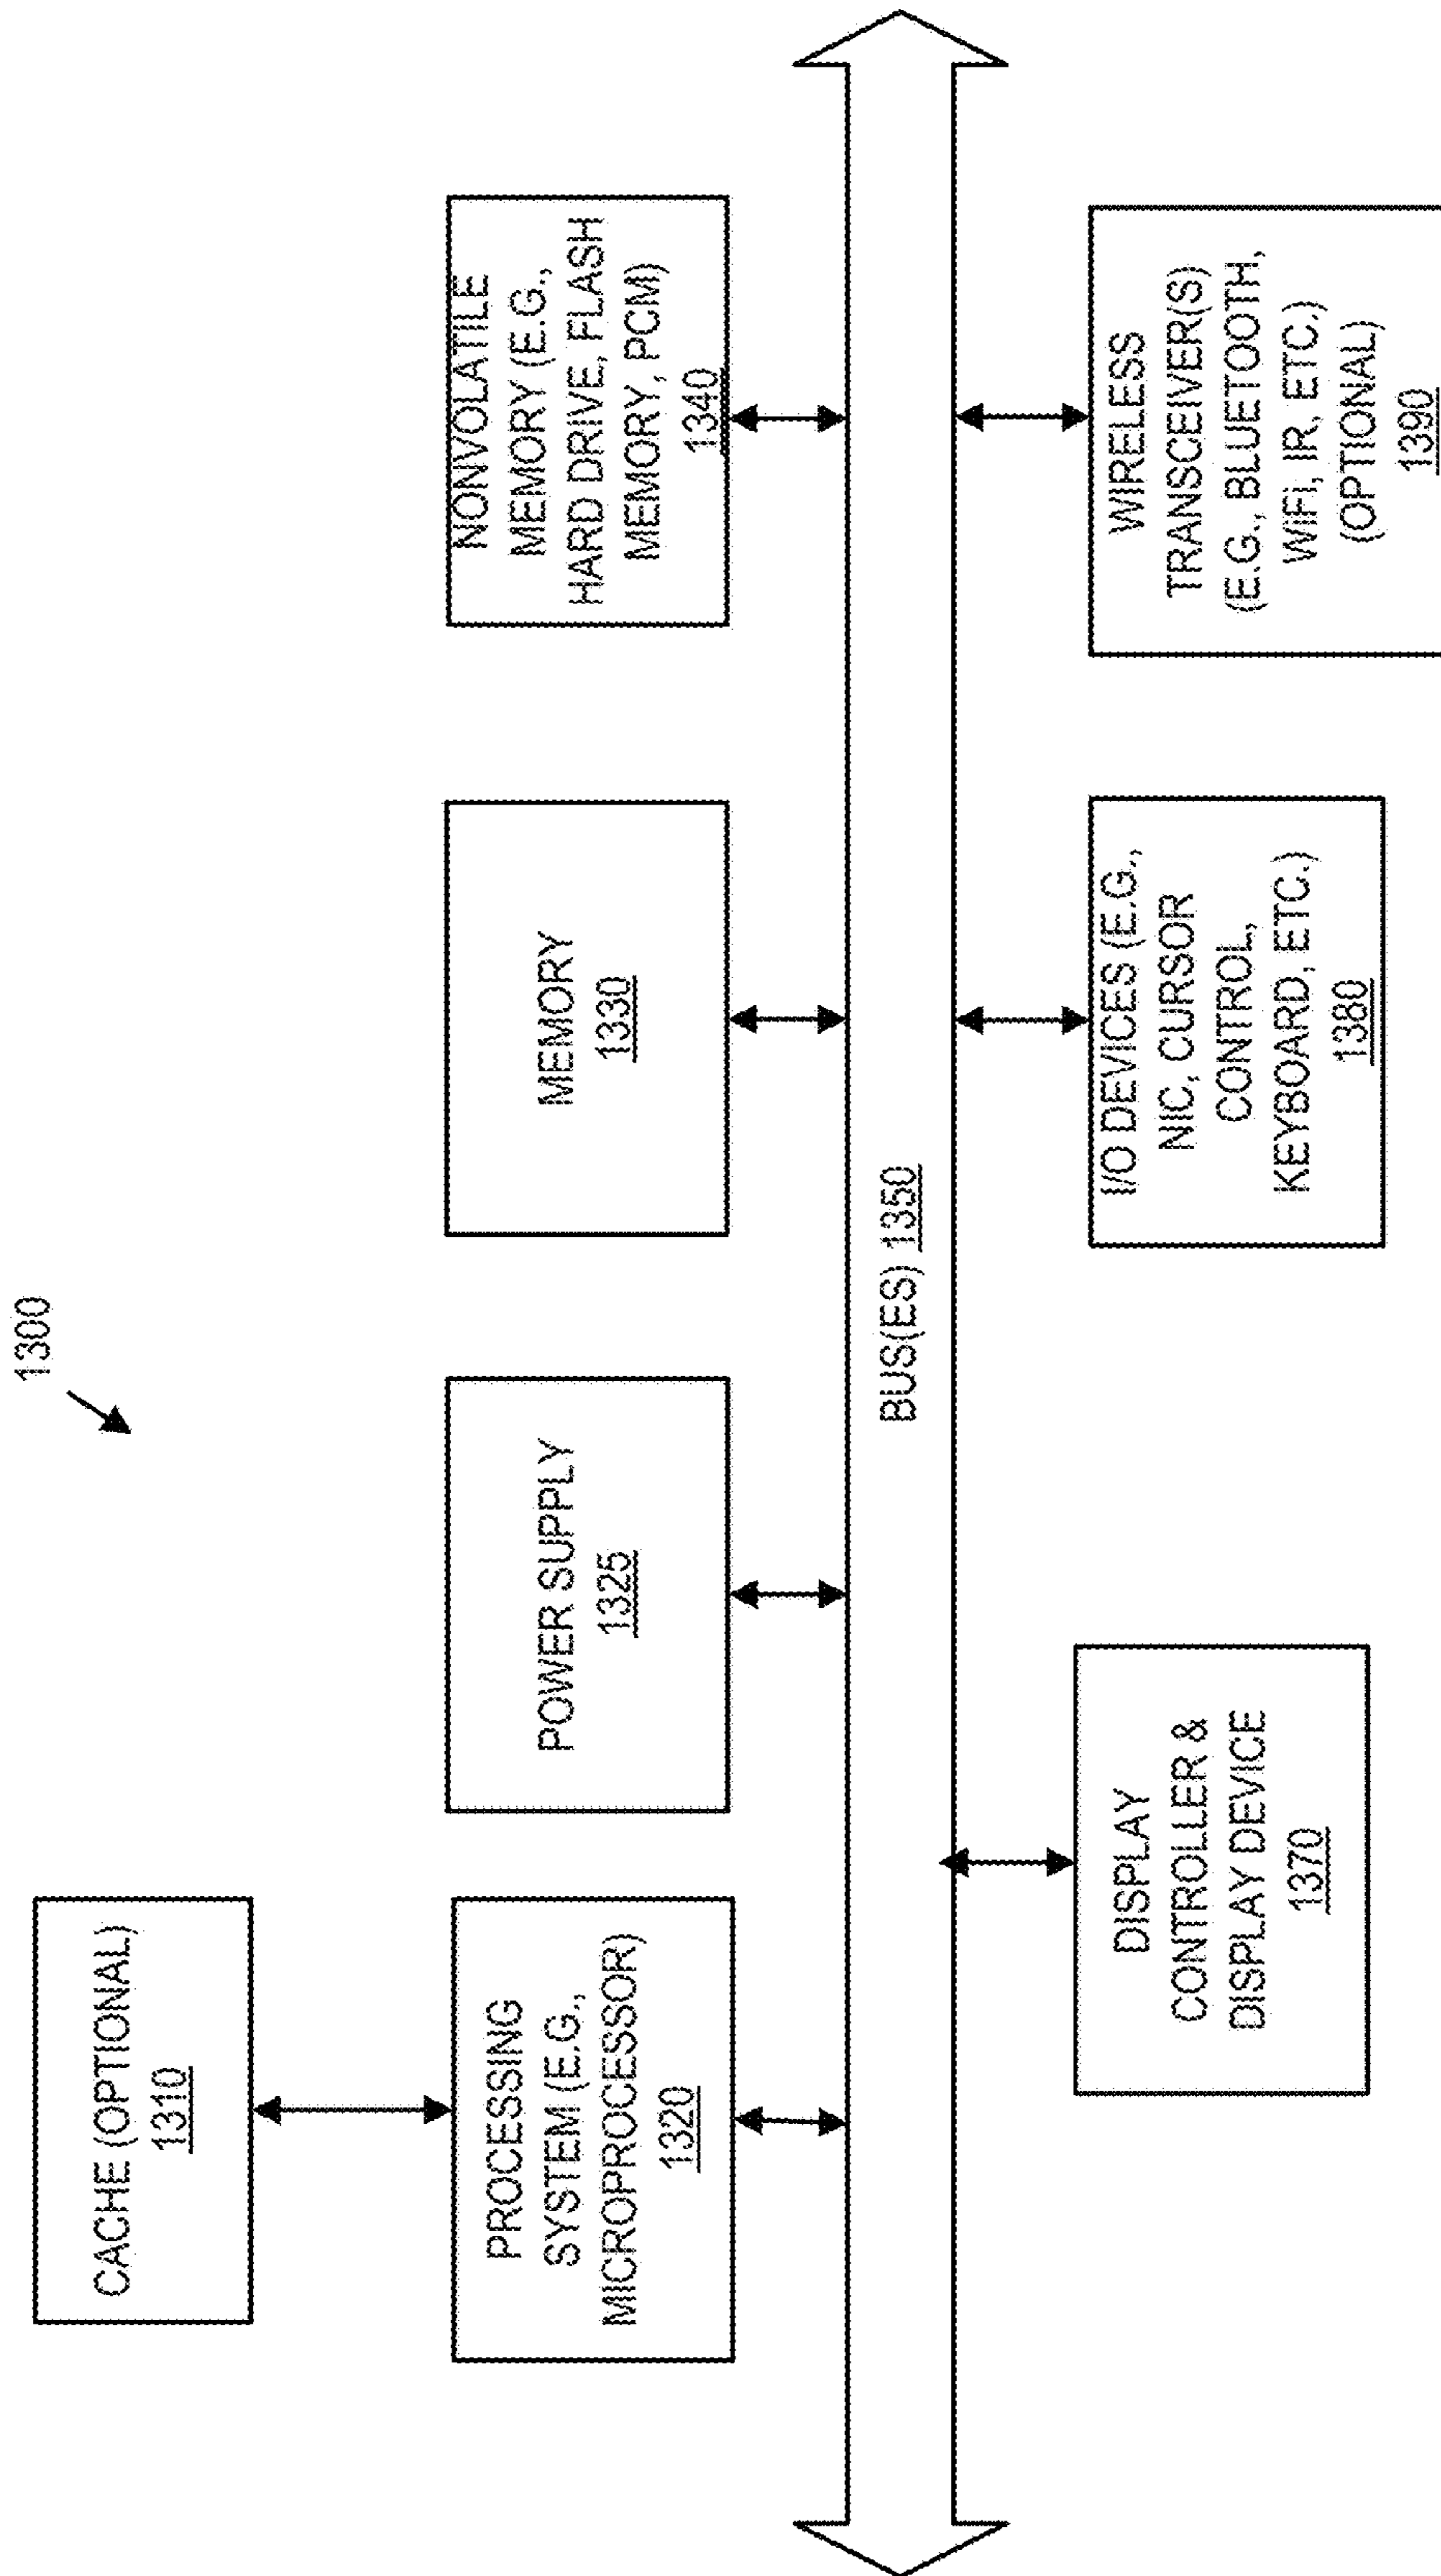 1300
CACHE (OPTIONAL)
1310
PROCESSING
SYSTEM (E.G.,
MICROPROCESSOR)
1320
POWER SUPPLY
1325
MEMORY
1330
NONVOLATILE
MEMORY (E.G.,
HARD DRIVE, FLASH
MEMORY, PCM)
1340
BUS(ES) 1350
DISPLAY
CONTROLLER &
DISPLAY DEVICE
1370
I/O DEVICES (E.G.,
NIC, CURSOR
CONTROL,
KEYBOARD, ETC.)
1380
WIRELESS
TRANSCEIVER(S)
(E.G., BLUETOOTH,
WIFI, IR, ETC.)
(OPTIONAL)
1390